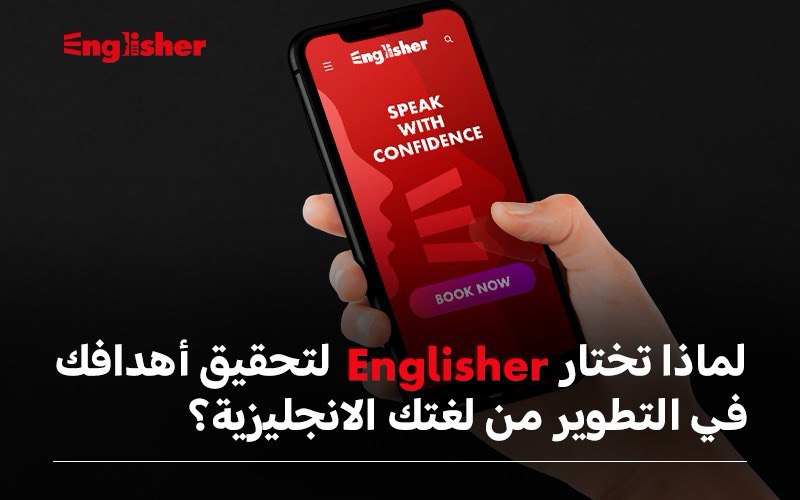 Englisher
Englisher
SPEAK
WITH
CONFIDENCE
BOOK NOW
لماذا تختار Englisher لتحقيق أهدافك
في التطوير من لغتك الانجليزية؟